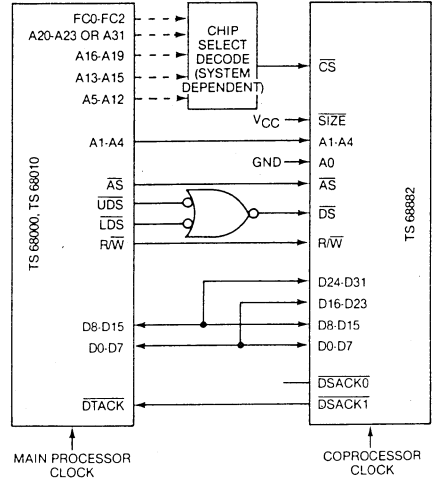 FC0-FC2
A20-A23 OR A31
A16-A19
A13-A15
A5-A12
CHIP
SELECT
DECODE
(SYSTEM
DEPENDENT)
CS
VCC
SIZE
A1-A4
A1-A4
GND
A0
AS
AS
UDS
DS
LDS
R/W
R/W
TS 68000, TS 68010
TS 68882
D24-D31
D16-D23
D8-D15
D8-D15
D0-D7
D0-D7
DSACK0
DTACK
DSACK1
MAIN PROCESSOR
CLOCK
COPROCESSOR
CLOCK